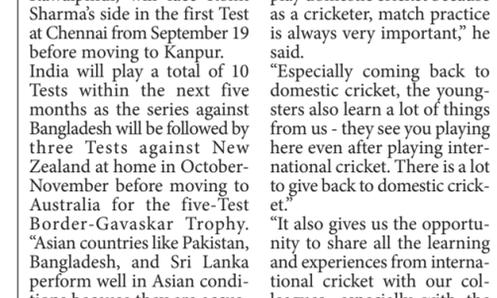 Sharma's side in the first Test
at Chennai from September 19
before moving to Kanpur.
India will play a total of 10
Tests within the next five
months as the series against
Bangladesh will be followed by
three Tests against New
Zealand at home in October-
November before moving to
Australia for the five-Test
Border-Gavaskar Trophy.
“Asian countries like Pakistan,
Bangladesh, and Sri Lanka
perform well in Asian condi-
as a cricketer, match practice
is always very important,” he
said.
“Especially coming back to
domestic cricket, the young-
sters also learn a lot of things
from us - they see you playing
here even after playing inter-
national cricket. There is a lot
to give back to domestic crick-
et.”
“It also gives us the opportu-
nity to share all the learning
and experiences from interna-
tional cricket with our col-